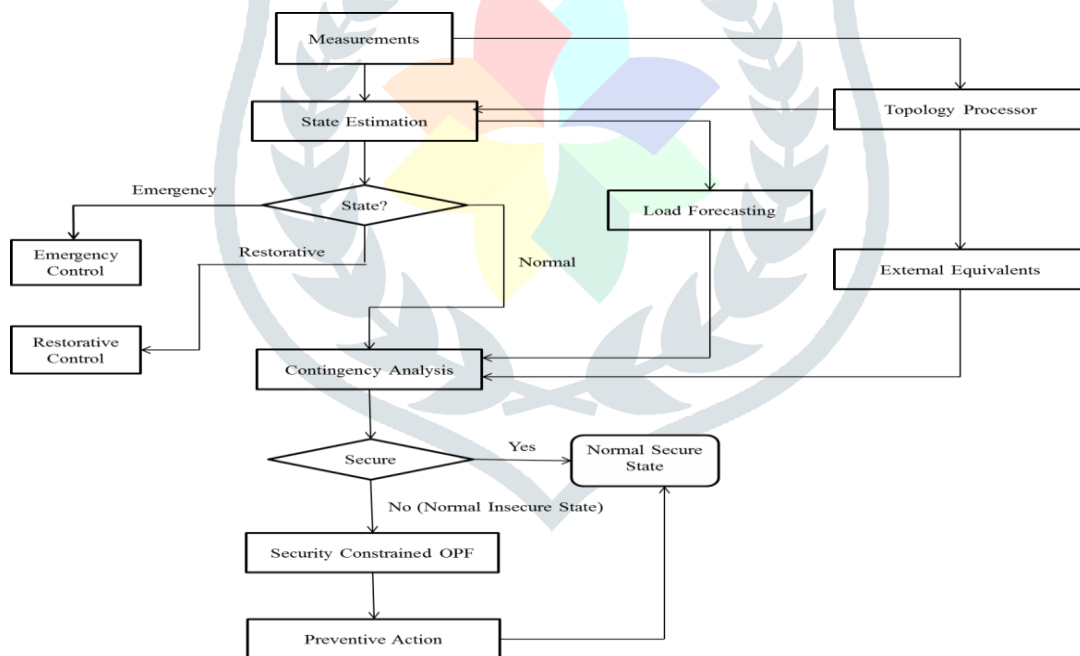 Measurements
Topology Processor
State Estimation
Emergency
State?
Load Forecasting
Emergency
Control
Restorative
Normal
External Equivalents
Restorative
Control
Contingency Analysis
Secure
Yes
Normal Secure
State
No (Normal Insecure State)
Security Constrained OPF
Preventive Action